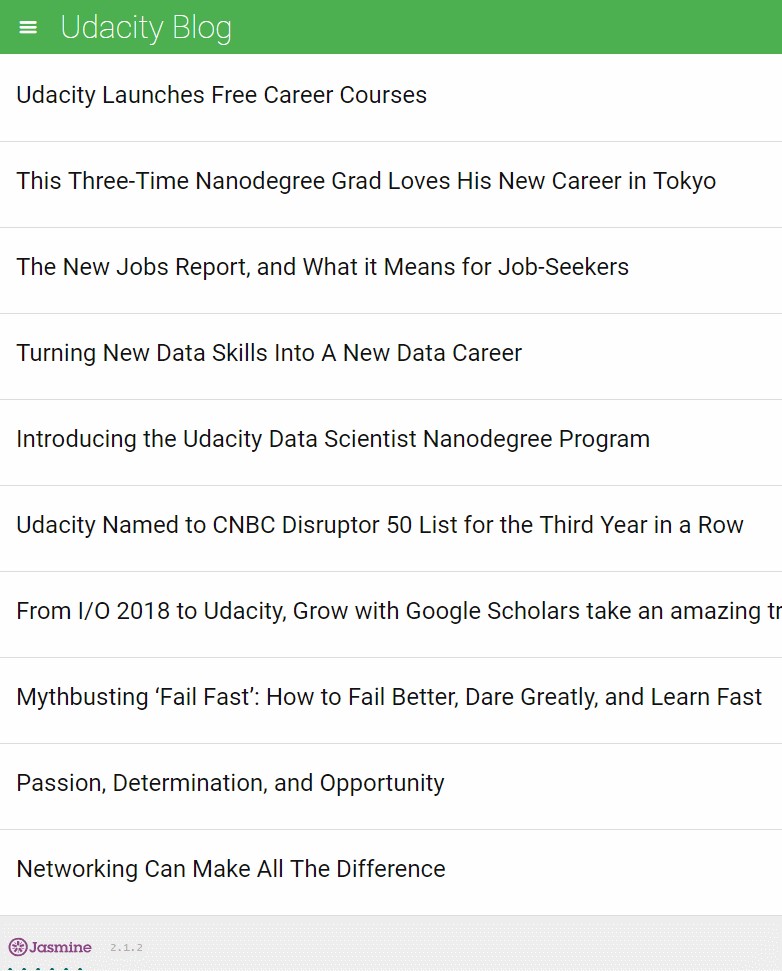 Udacity Blog
Udacity Launches Free Career Courses
This Three-Time Nanodegree Grad Loves His New Career in Tokyo
The New Jobs Report, and What it Means for Job-Seekers
Turning New Data Skills Into A New Data Career
Introducing the Udacity Data Scientist Nanodegree Program
Udacity Named to CNBC Disruptor 50 List for the Third Year in a Row
From I/O 2018 to Udacity, Grow with Google Scholars take an amazing tr
Mythbusting ‘Fail Fast’: How to Fail Better, Dare Greatly, and Learn Fast
Passion, Determination, and Opportunity
Networking Can Make All The Difference
Jasmine 2.1.2